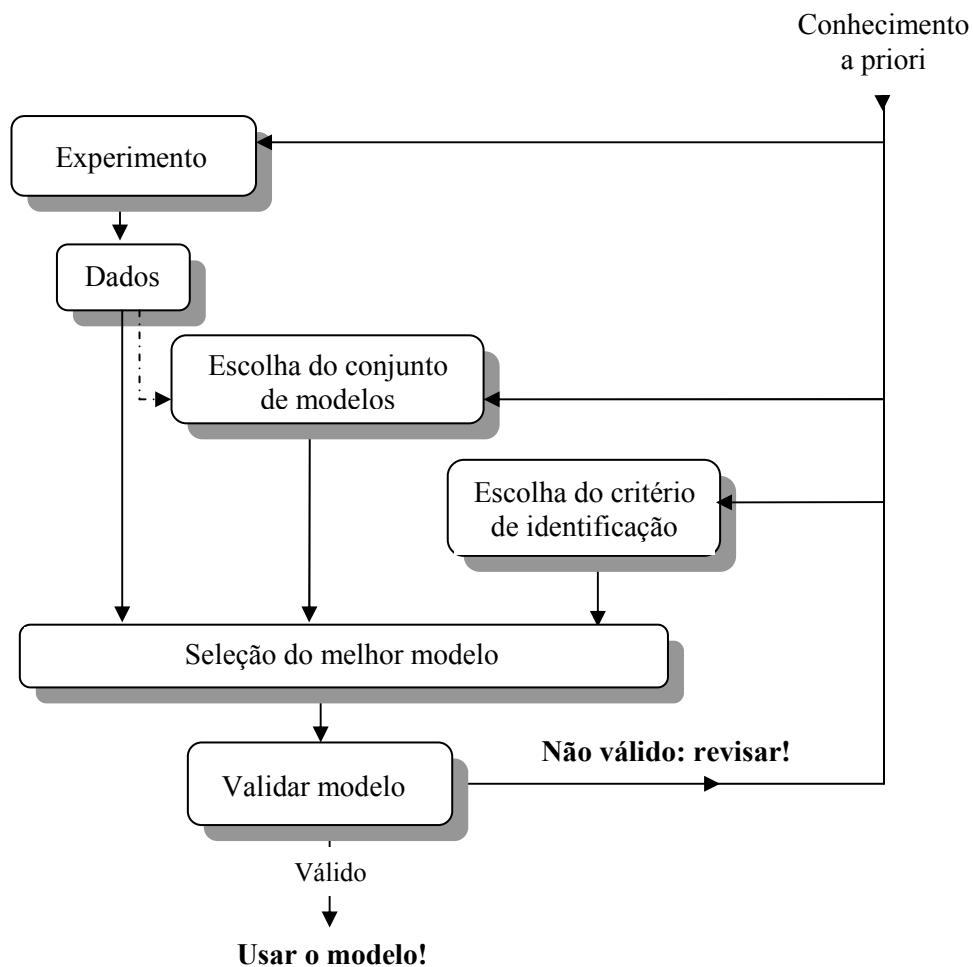 Conhecimento
a priori
Experimento
Dados
Escolha do conjunto
de modelos
Escolha do critério
de identificação
Seleção do melhor modelo
Não válido: revisar!
Validar modelo
Válido
Usar o modelo!